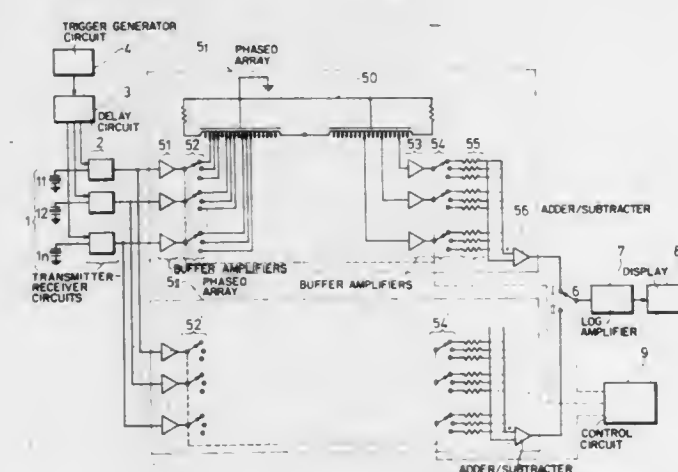 TRIGGER GENERATOR
CIRCUIT
4
3
DELAY
CIRCUIT
2
11
12
1
1n
TRANSMITTER-
RECEIVER
CIRCUITS
51
PHASED
ARRAY
50
51
52
53
54
55
56
ADDER/SUBTRACTER
BUFFER AMPLIFIERS
BUFFER AMPLIFIERS
PHASED
ARRAY
52
54
6
7
LOG
AMPLIFIER
DISPLAY
8
9
CONTROL
CIRCUIT
ADDER/SUBTRACTER